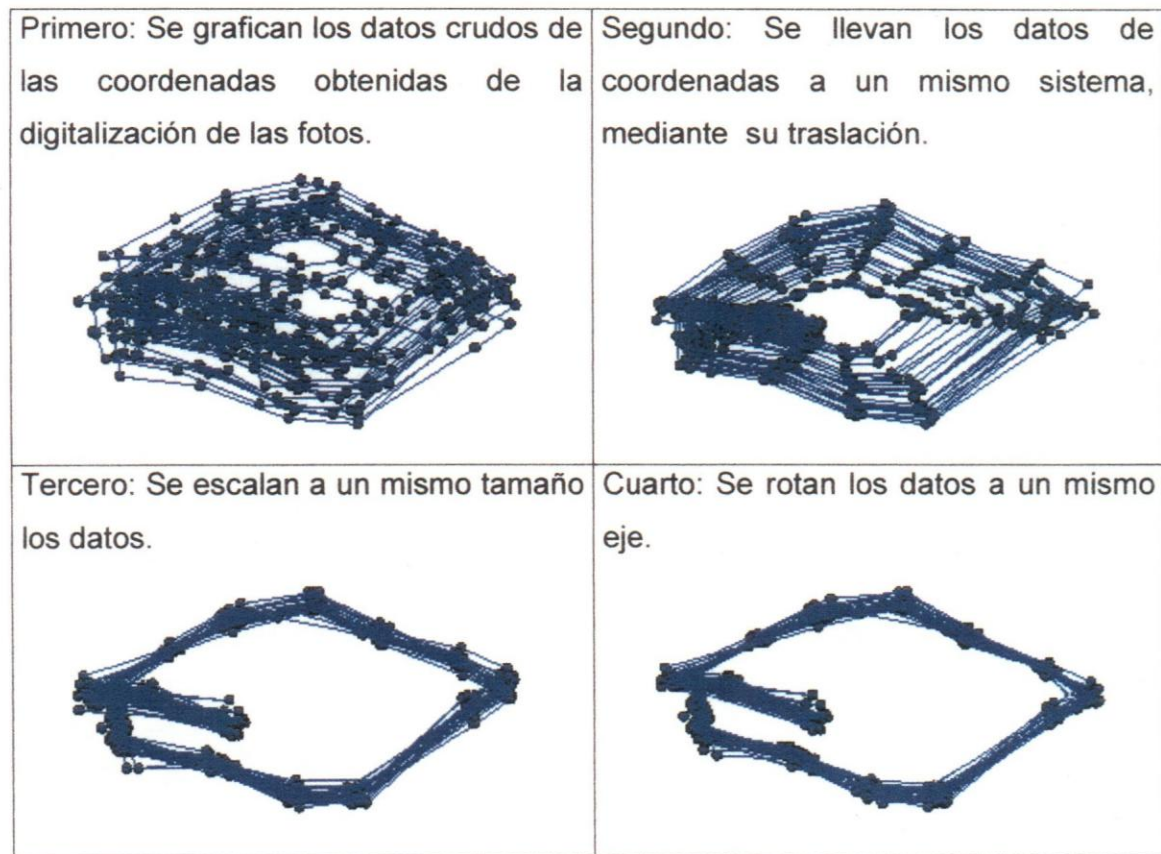 Primero: Se grafican los datos crudos de
las coordenadas obtenidas de la
digitalización de las fotos.
Segundo: Se llevan los datos de
coordenadas a un mismo sistema,
mediante su traslación.
Tercero: Se escalan a un mismo tamaño
los datos.
Cuarto: Se rotan los datos a un mismo
eje.